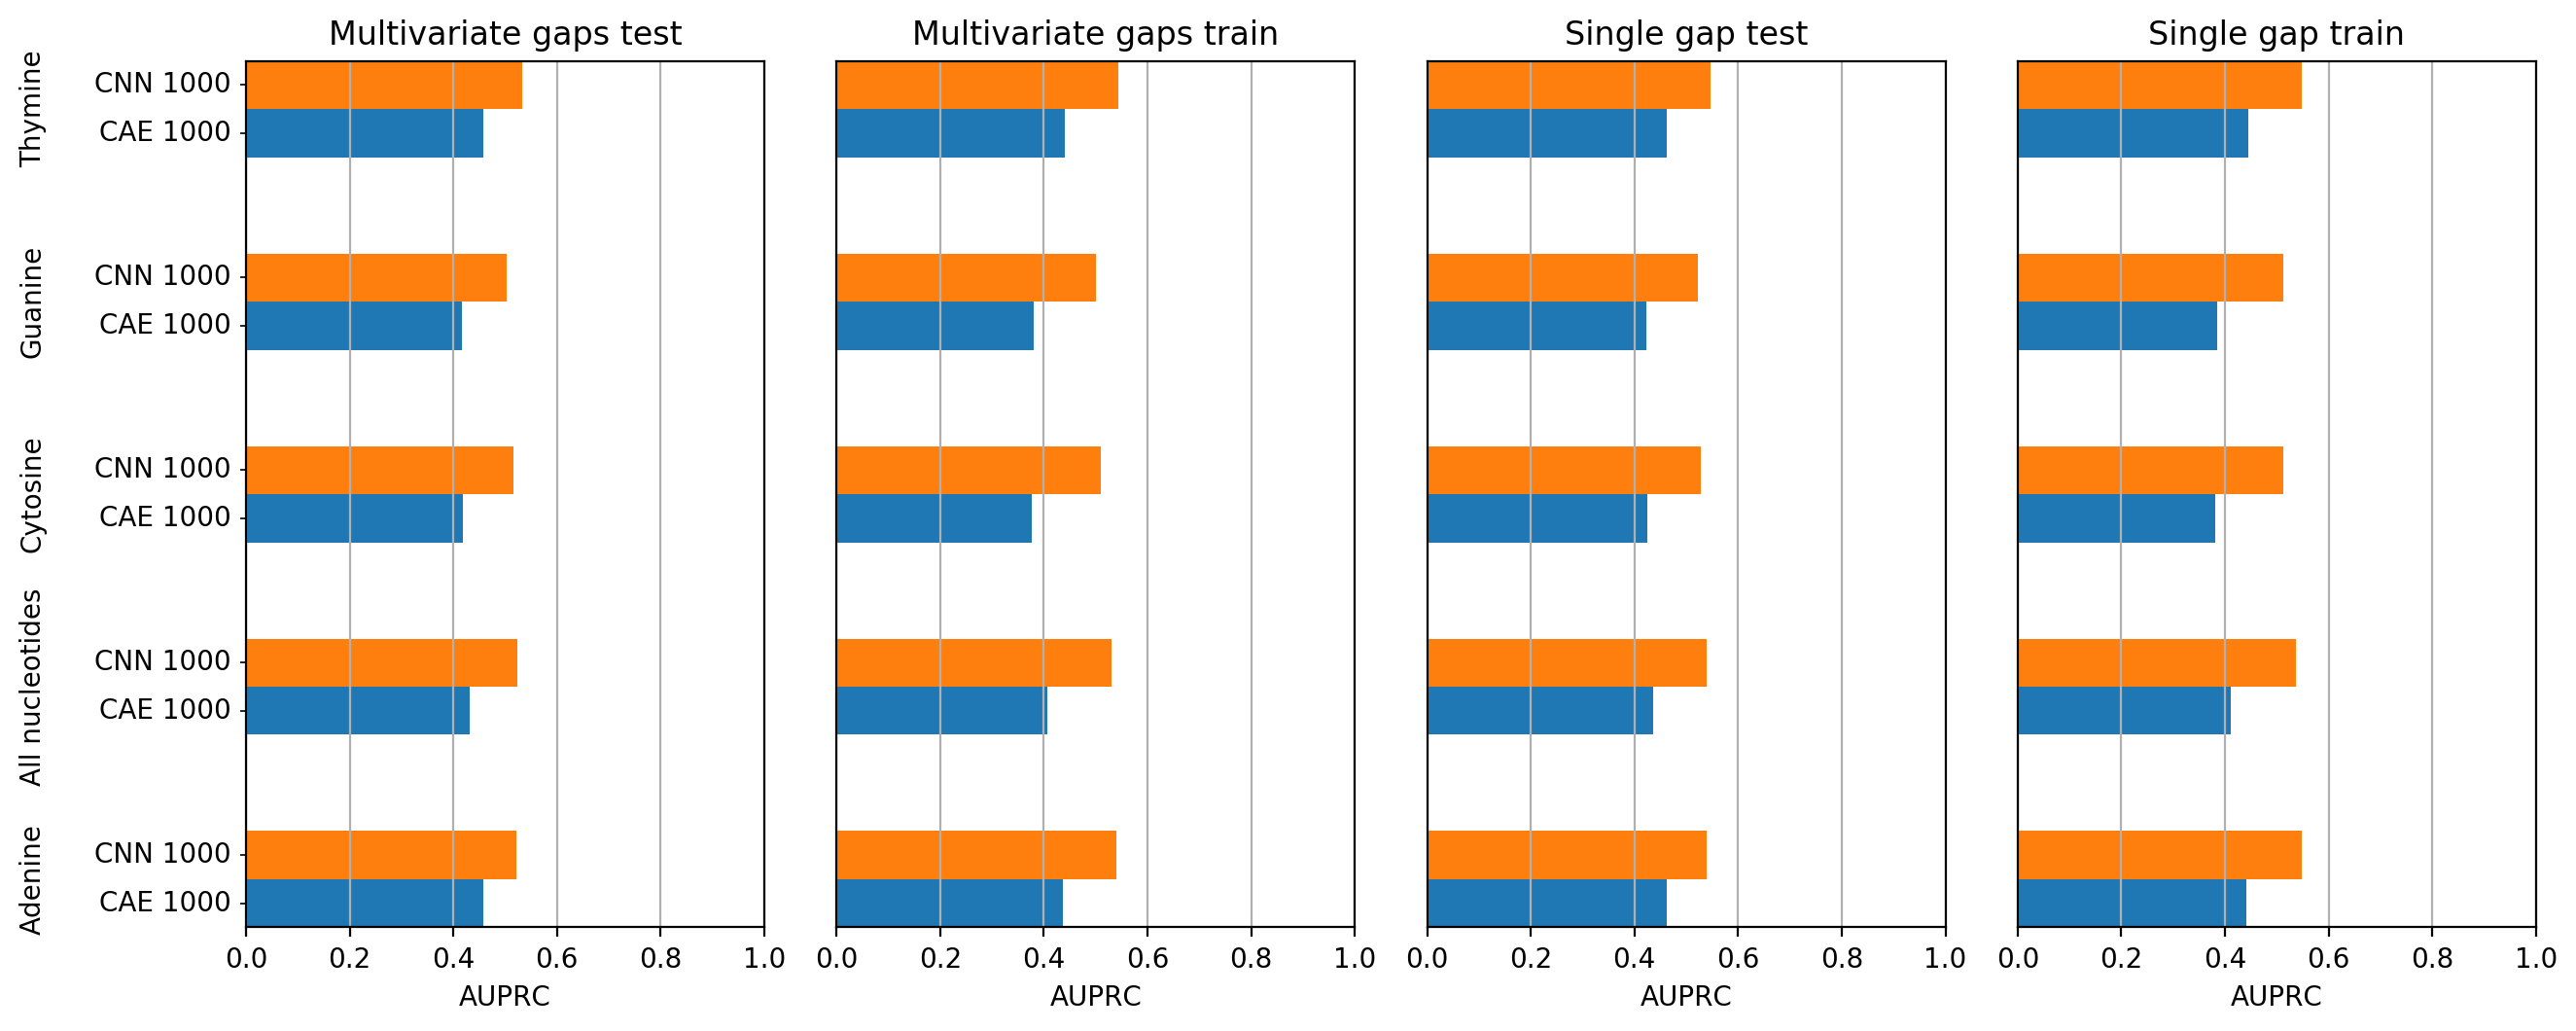 Multivariate gaps test
Multivariate gaps train
Single gap test
Single gap train
Thymine
CNN 1000
CAE 1000
Guanine
CNN 1000
CAE 1000
Cytosine
CNN 1000
CAE 1000
All nucleotides
CNN 1000
CAE 1000
Adenine
CNN 1000
CAE 1000
0.0 0.2 0.4 0.6 0.8 1.0
0.0 0.2 0.4 0.6 0.8 1.0
0.0 0.2 0.4 0.6 0.8 1.0
0.0 0.2 0.4 0.6 0.8 1.0
AUPRC
AUPRC
AUPRC
AUPRC